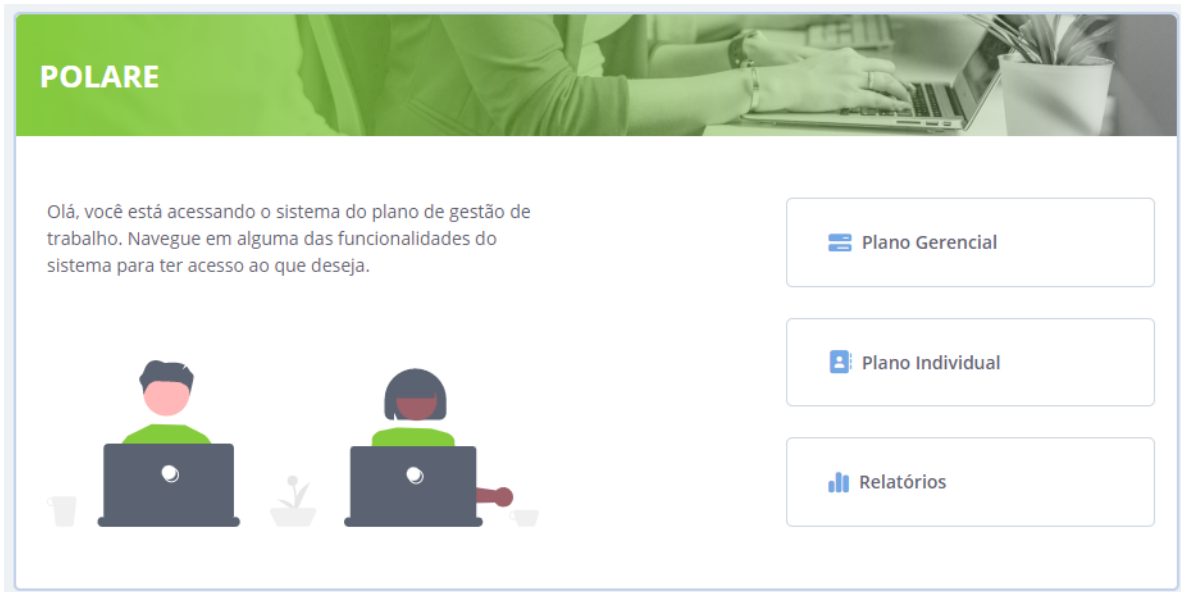 POLARE
Olá, você está acessando o sistema do plano de gestão de
trabalho. Navegue em alguma das funcionalidades do
sistema para ter acesso ao que deseja.
Plano Gerencial
Plano Individual
Relatórios